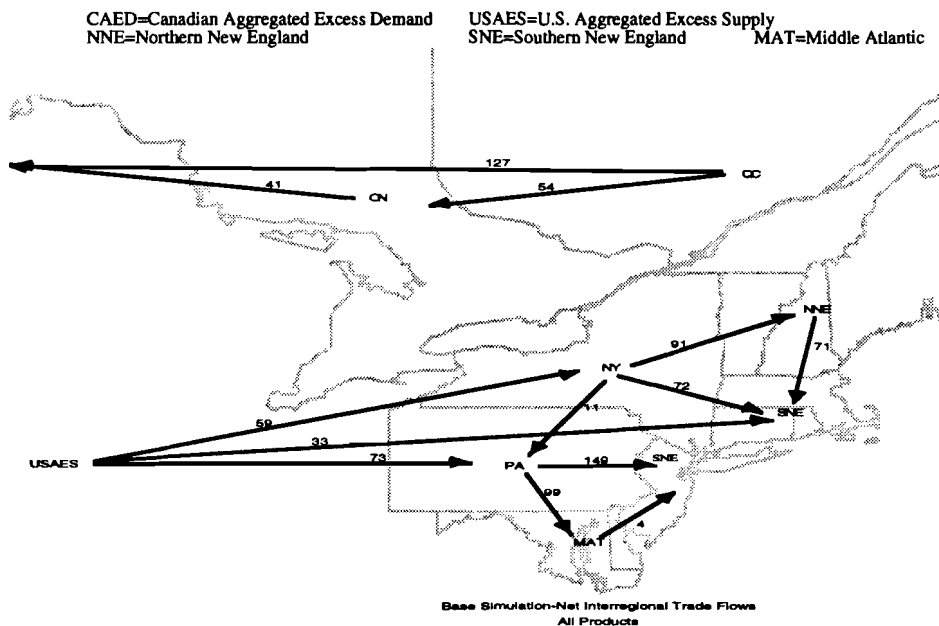 CAED=Canadian Aggregated Excess Demand USAES=U.S. Aggregated Excess Supply
NNE=Northern New England SNE=Southern New England MAT=Middle Atlantic
127
QC
41
CN
54
NNE
91
71
NY
72
11
SNE
59
33
USAES
73
PA
149
SNE
99
4
MAT
Base Simulation-Net Interregional Trade Flows
All Products